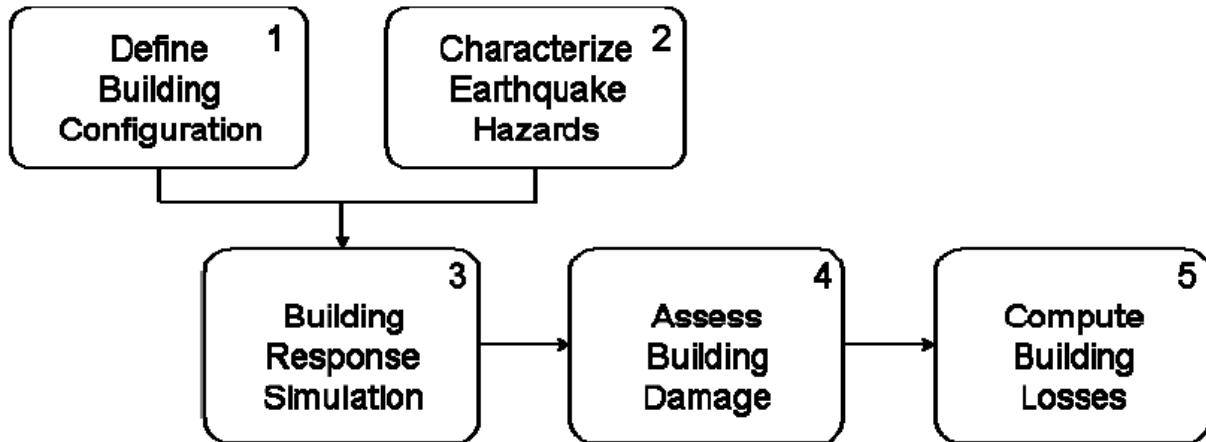 1
Define
Building
Configuration
2
Characterize
Earthquake
Hazards
3
Building
Response
Simulation
4
Assess
Building
Damage
5
Compute
Building
Losses